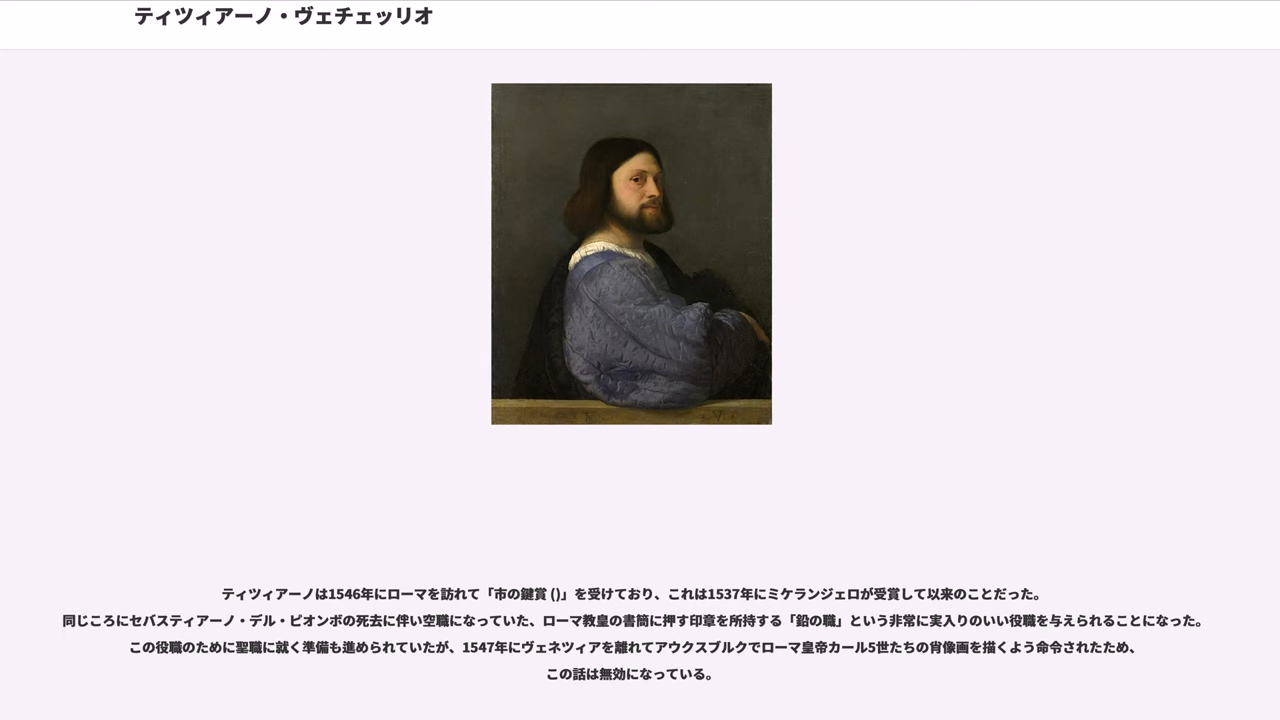 ティツィアーノ・ヴェチェッリオ
ティツィアーノは1546年にローマを訪れて「市の鍵賞 ()」を受けており、これは1537年にミケランジェロが受賞して以来のことだった。
同じころにセバスティアーノ・デル・ピオンボの死去に伴い空職になっていた、ローマ教皇の書簡に押す印章を所持する「鉛の職」という非常に実入りのいい役職を与えられることになった。
この役職のために聖職に就く準備も進められていたが、1547年にヴェネツィアを離れてアウクスブルクでローマ皇帝カール5世たちの肖像画を描くよう命令されたため、
この話は無効になっている。